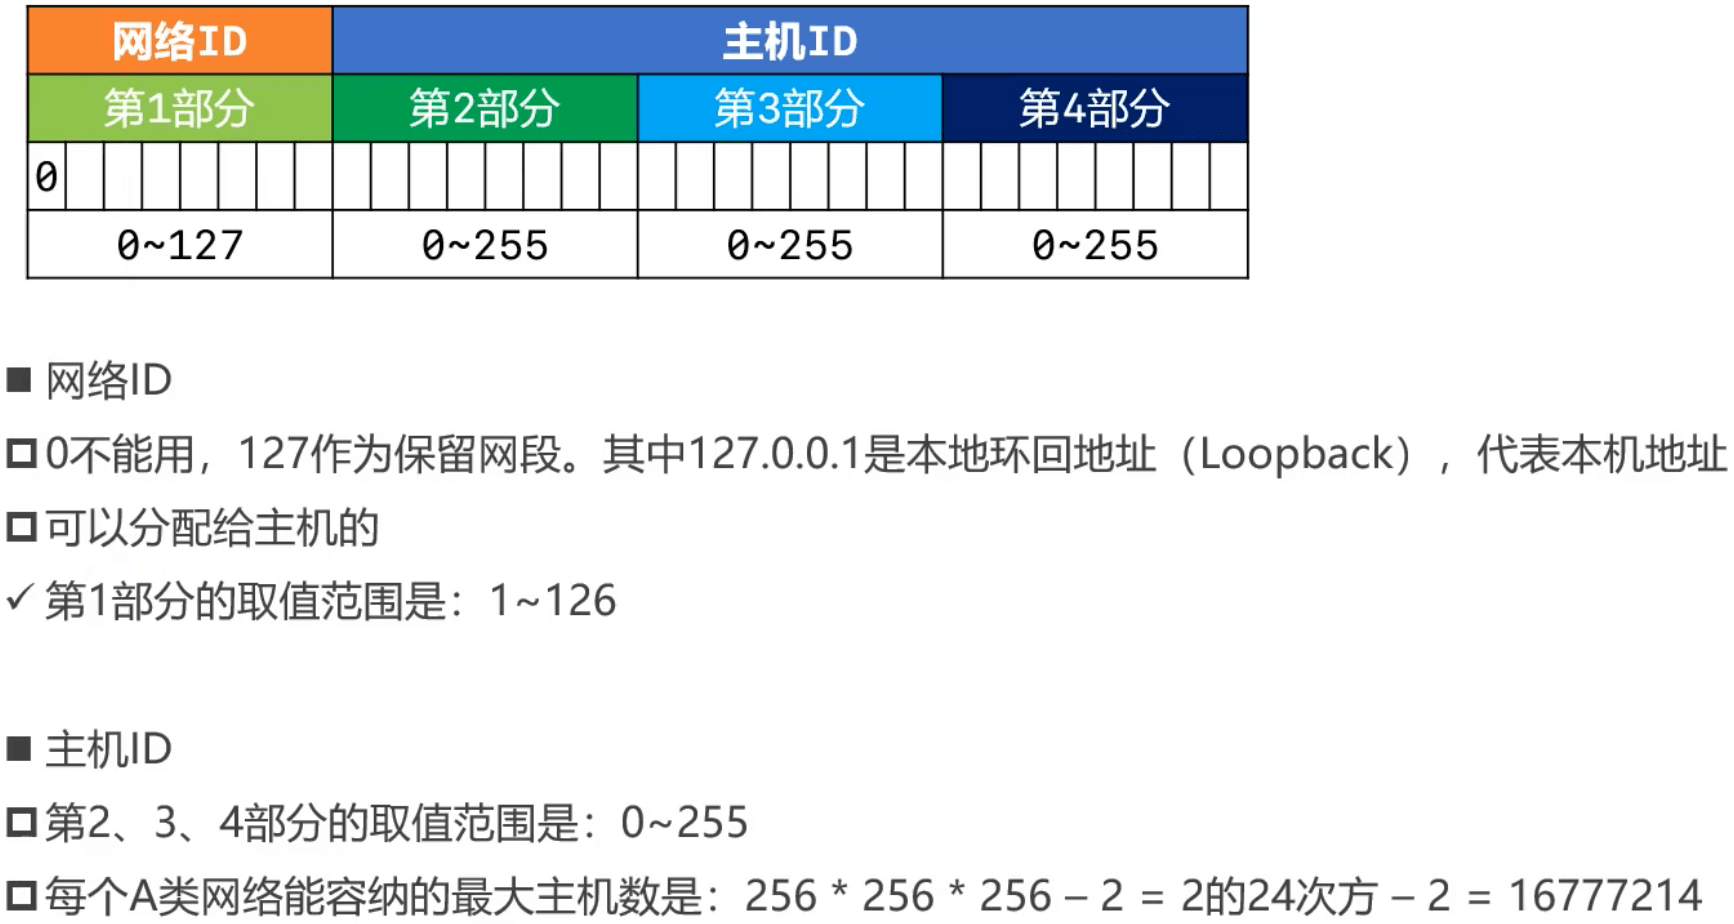 网络ID 主机ID
第1部分 第2部分 第3部分 第4部分
0
0~127 0~255 0~255 0~255
■ 网络ID
□0不能用，127作为保留网段。其中127.0.0.1是本地环回地址（Loopback），代表本机地址
□可以分配给主机的
✓ 第1部分的取值范围是：1~126
■ 主机ID
□第2、3、4部分的取值范围是：0~255
□每个A类网络能容纳的最大主机数是：256 * 256 * 256 – 2 = 2的24次方 – 2 = 16777214